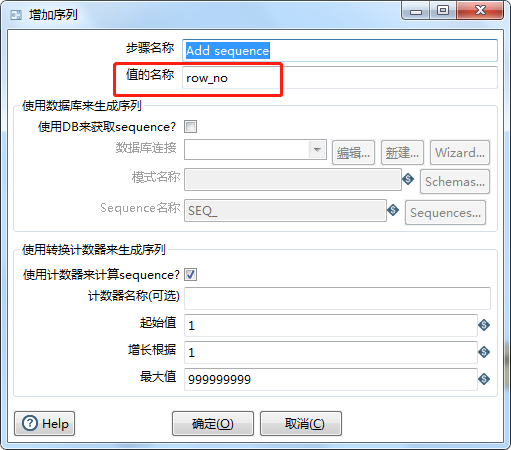 增加序列
步骤名称 Add sequence
值的名称 row_no
使用数据库来生成序列
使用DB来获取sequence?
数据库连接 编辑... 新建... Wizard...
模式名称 Schemas...
Sequence名称 SEQ_ Sequences...
使用转换计数器来生成序列
使用计数器来计算sequence?
计数器名称(可选)
起始值 1
增长根据 1
最大值 999999999
Help 确定(O) 取消(C)